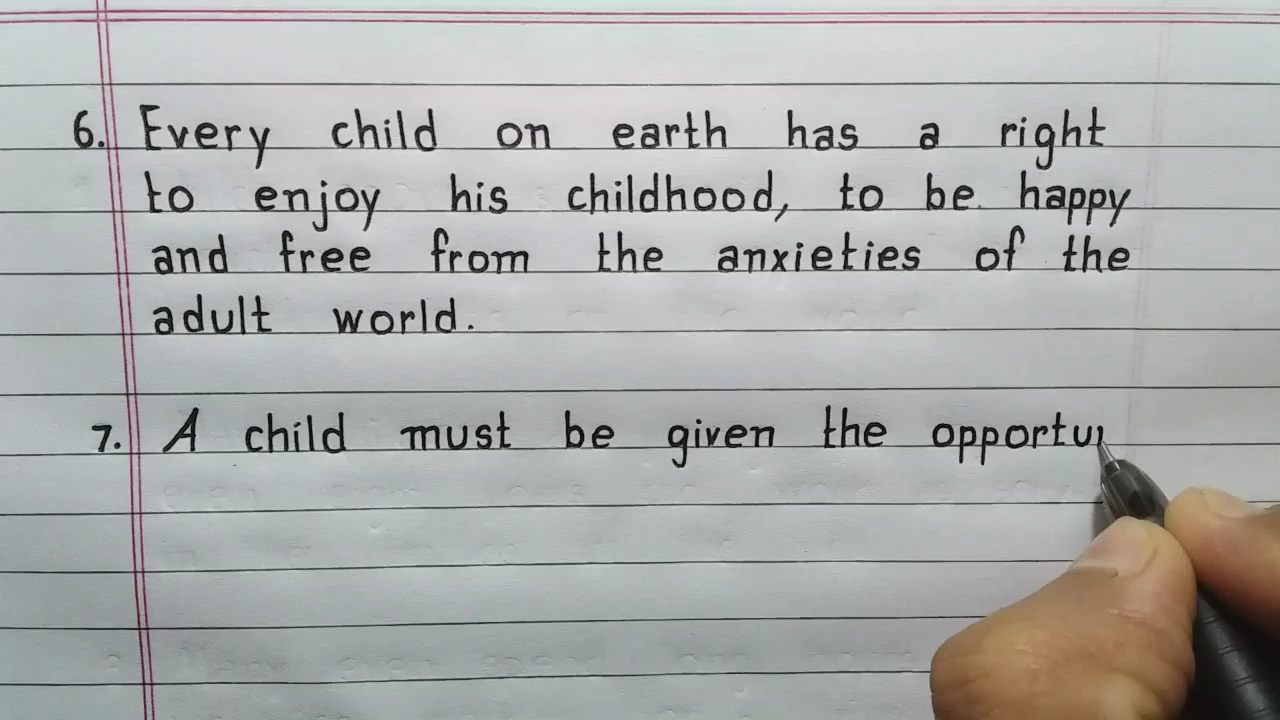 6. Every child on earth has a right
to enjoy his childhood, to be happy
and free from the anxieties of the
adult world.
7. A child must be given the opportu